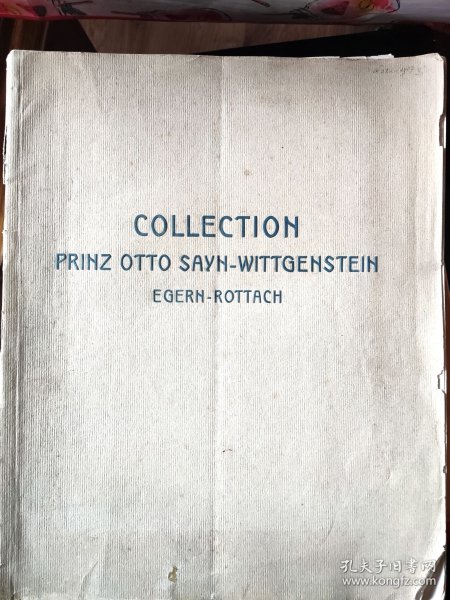 COLLECTION
PRINZ OTTO SAYN-WITTGENSTEIN
EGERN-ROTTACH
孔夫子旧书网
www.kongfz.com